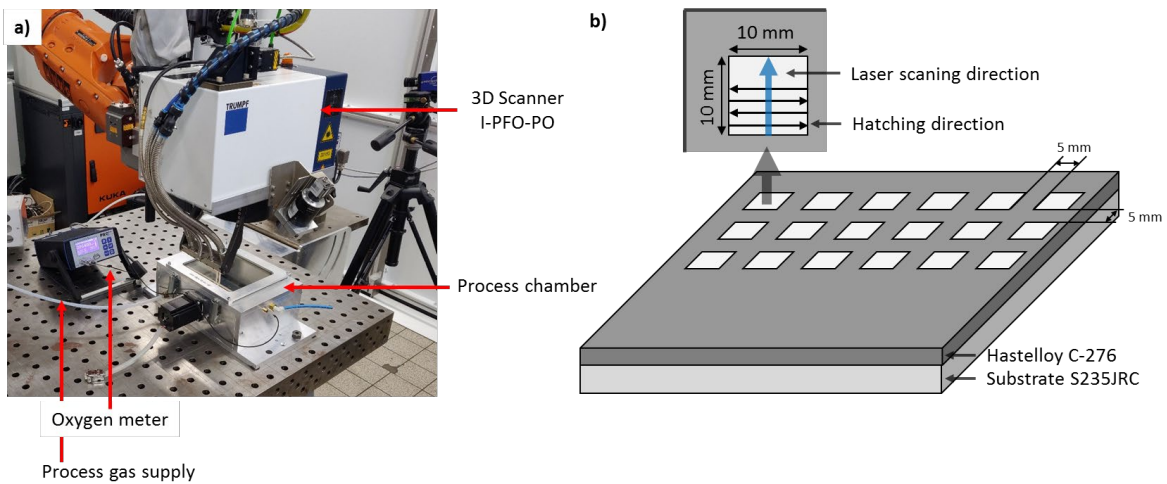 a)
TRUMPF
KUKA
3D Scanner
I-PFO-PO
Process chamber
Oxygen meter
Process gas supply
b)
10 mm
10 mm
Laser scaning direction
Hatching direction
5 mm
5 mm
Hastelloy C-276
Substrate S235JRC